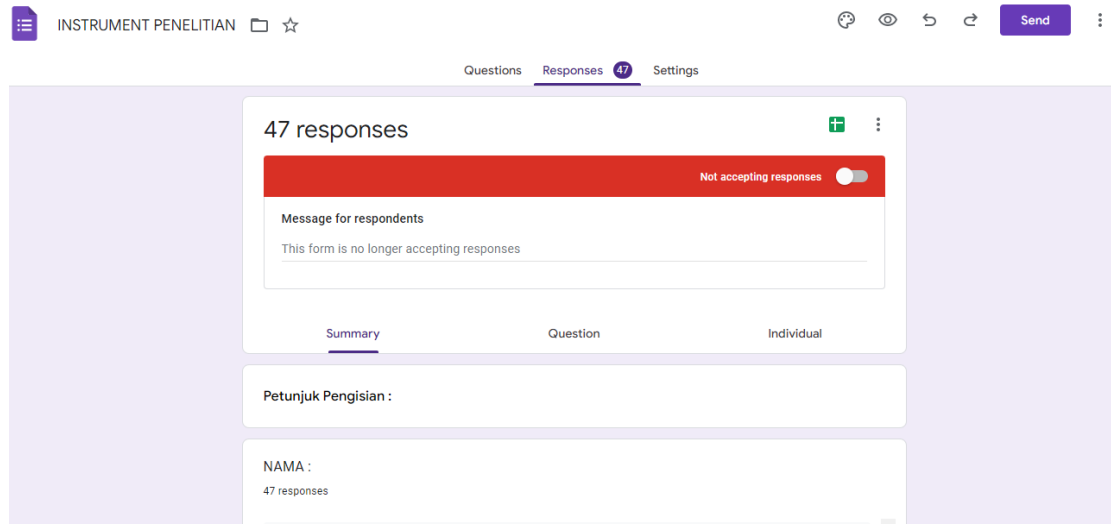 INSTRUMENT PENELITIAN
Send
Questions Responses 47 Settings
47 responses
Not accepting responses
Message for respondents
This form is no longer accepting responses
Summary Question Individual
Petunjuk Pengisian :
NAMA :
47 responses